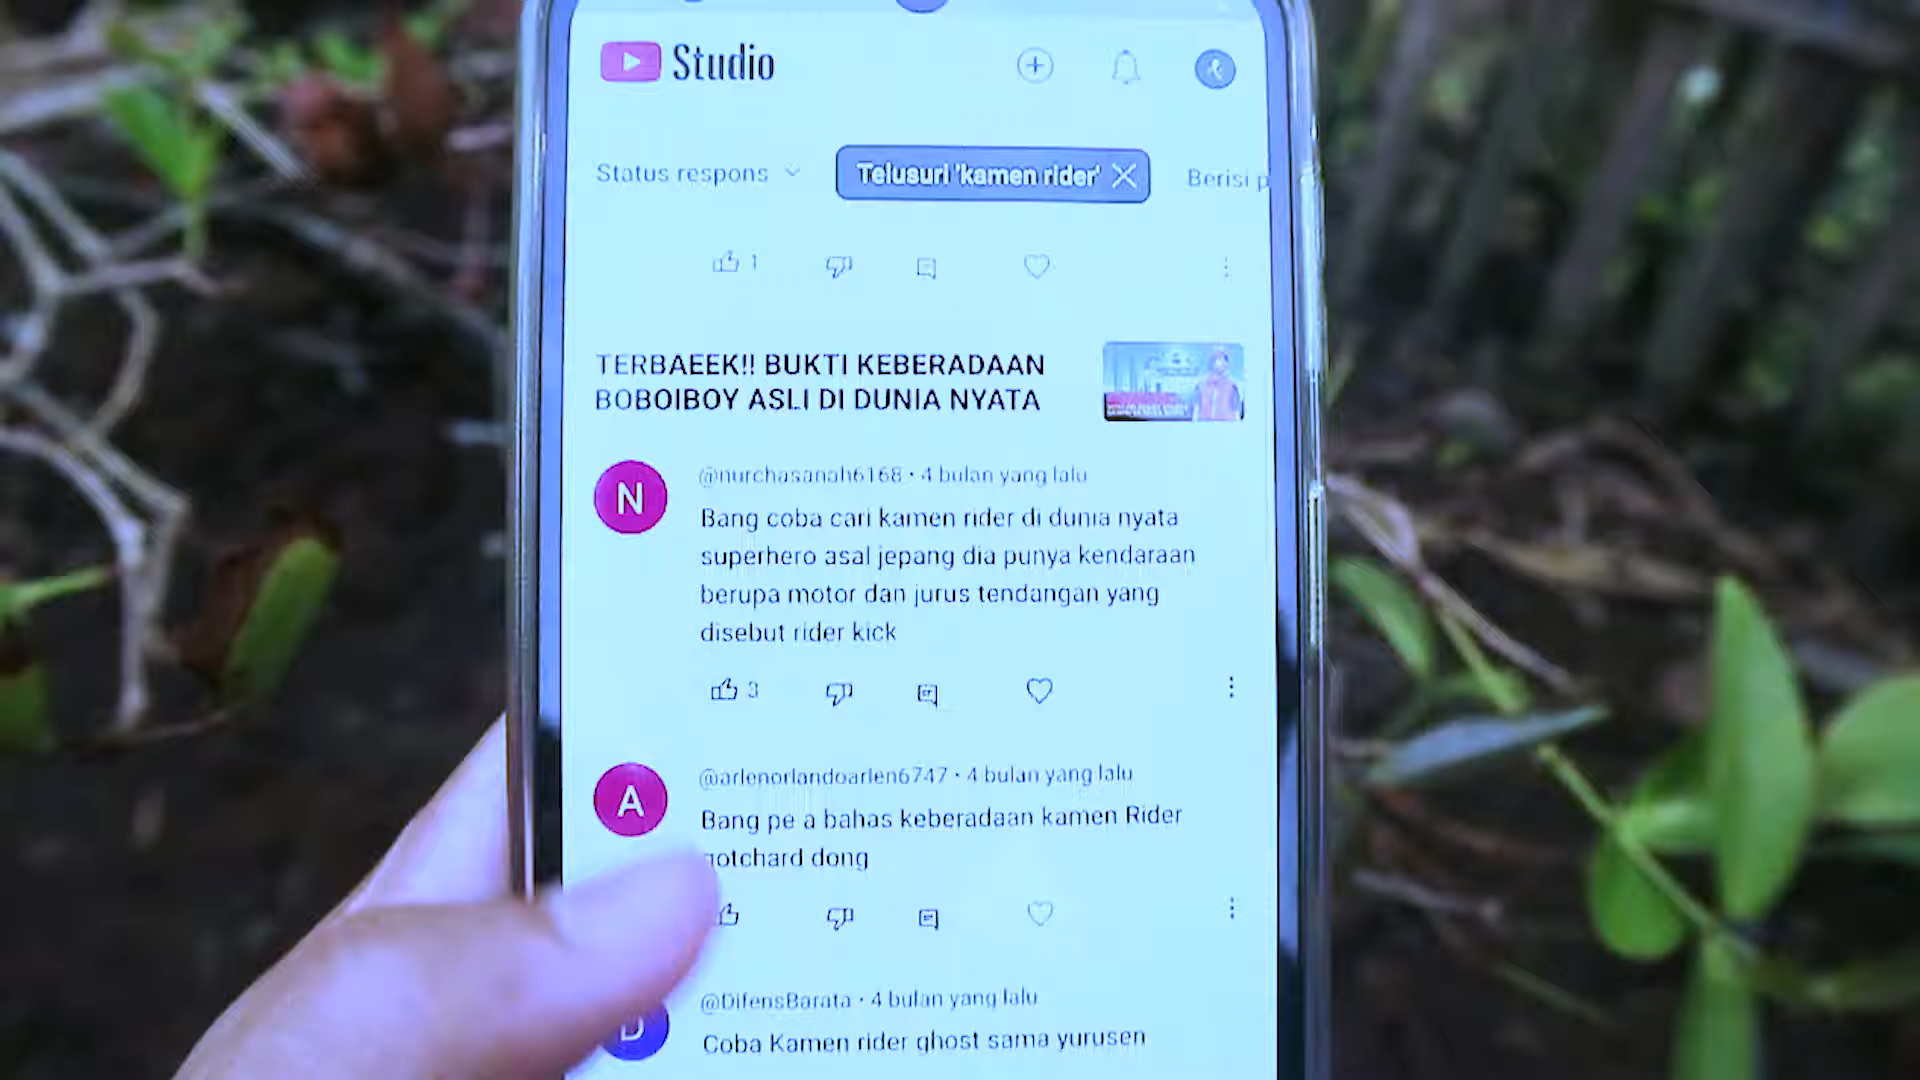 Studio
Status respons
Telusuri 'kamen rider'
Berisi p
1
TERBAEEK!! BUKTI KEBERADAAN
BOBOIBOY ASLI DI DUNIA NYATA
N
@nurchasanah6168 • 4 bulan yang lalu
Bang coba cari kamen rider di dunia nyata
superhero asal jepang dia punya kendaraan
berupa motor dan jurus tendangan yang
disebut rider kick
3
A
@arlenorlandoarlen6747 • 4 bulan yang lalu
Bang pe a bahas keberadaan kamen Rider
gotchard dong
D
@DifensBarata • 4 bulan yang lalu
Coba Kamen rider ghost sama yurusen